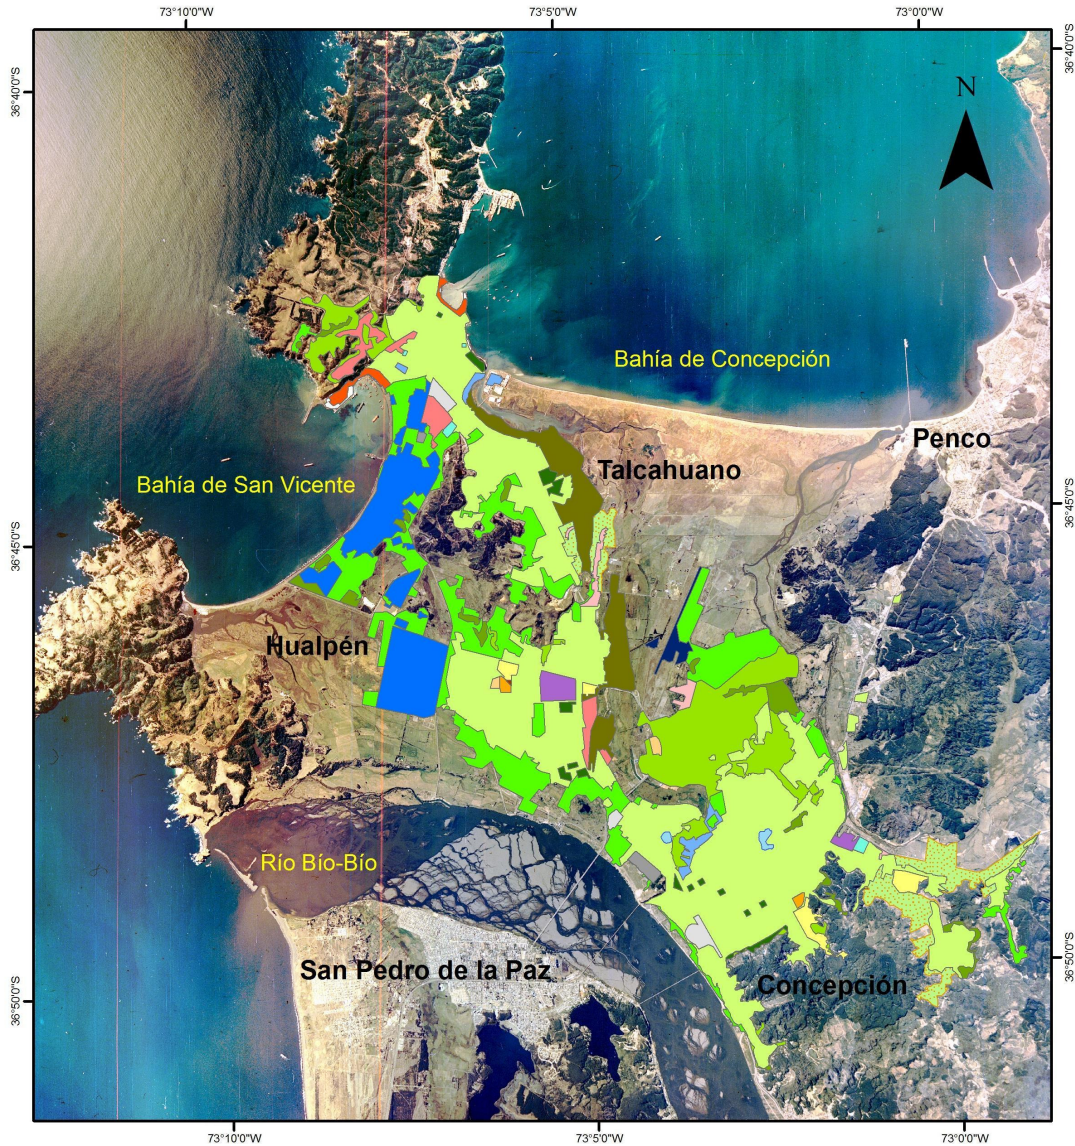 73°10'0"W
73°5'0"W
73°0'0"W
36°40'0"S
36°40'0"S
N
Bahía de Concepción
Penco
Talcahuano
Bahía de San Vicente
36°45'0"S
36°45'0"S
Hualpén
Río Bío-Bío
San Pedro de la Paz
Concepción
36°50'0"S
36°50'0"S
73°10'0"W
73°5'0"W
73°0'0"W